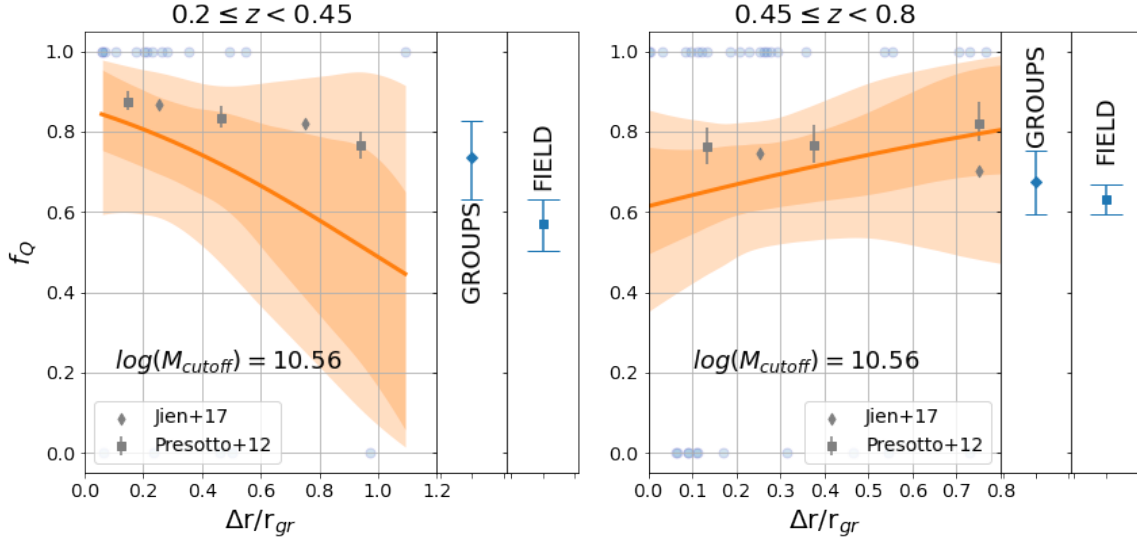 0.2 ≤ z < 0.45
0.45 ≤ z < 0.8
1.0
0.8
0.6
0.4
0.2
0.0
f_Q
log(M_cutoff) = 10.56
Jien+17
Presotto+12
0.0 0.2 0.4 0.6 0.8 1.0 1.2
Δr/r_gr
GROUPS
FIELD
1.0
0.8
0.6
0.4
0.2
0.0
log(M_cutoff) = 10.56
Jien+17
Presotto+12
0.0 0.1 0.2 0.3 0.4 0.5 0.6 0.7 0.8
Δr/r_gr
GROUPS
FIELD